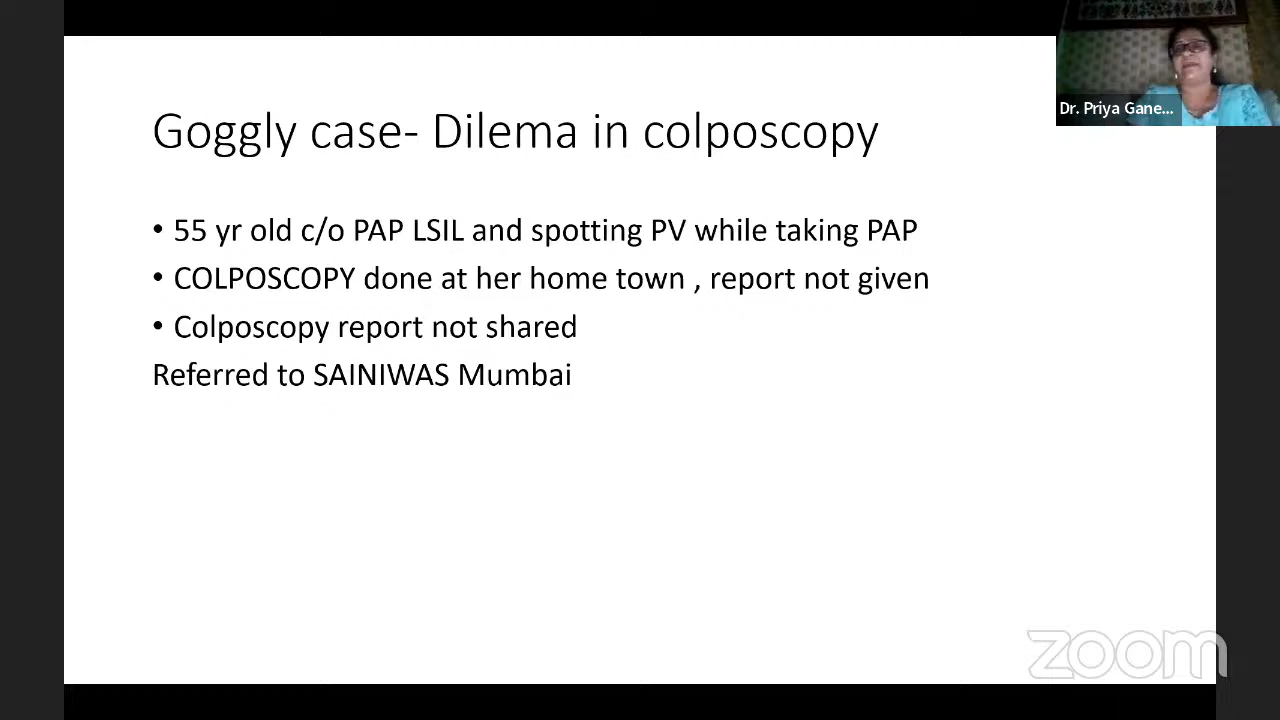 Dr. Priya Gane...
Goggly case- Dilema in colposcopy
• 55 yr old c/o PAP LSIL and spotting PV while taking PAP
• COLPOSCOPY done at her home town , report not given
• Colposcopy report not shared
Referred to SAINIWAS Mumbai
zoom